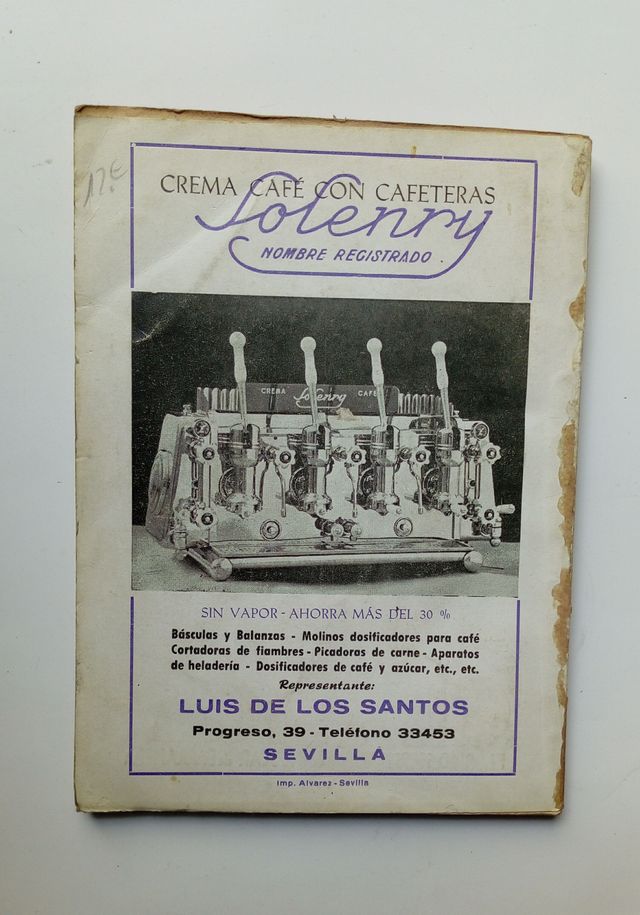 17€
CREMA CAFÉ CON CAFETERAS
Solenry
NOMBRE REGISTRADO
CREMA Solenry CAFE
SIN VAPOR - AHORRA MÁS DEL 30 %
Básculas y Balanzas - Molinos dosificadores para café
Cortadoras de fiambres - Picadoras de carne - Aparatos
de heladería - Dosificadores de café y azúcar, etc., etc.
Representante:
LUIS DE LOS SANTOS
Progreso, 39 - Teléfono 33453
SEVILLA
Imp. Alvarez - Sevilla